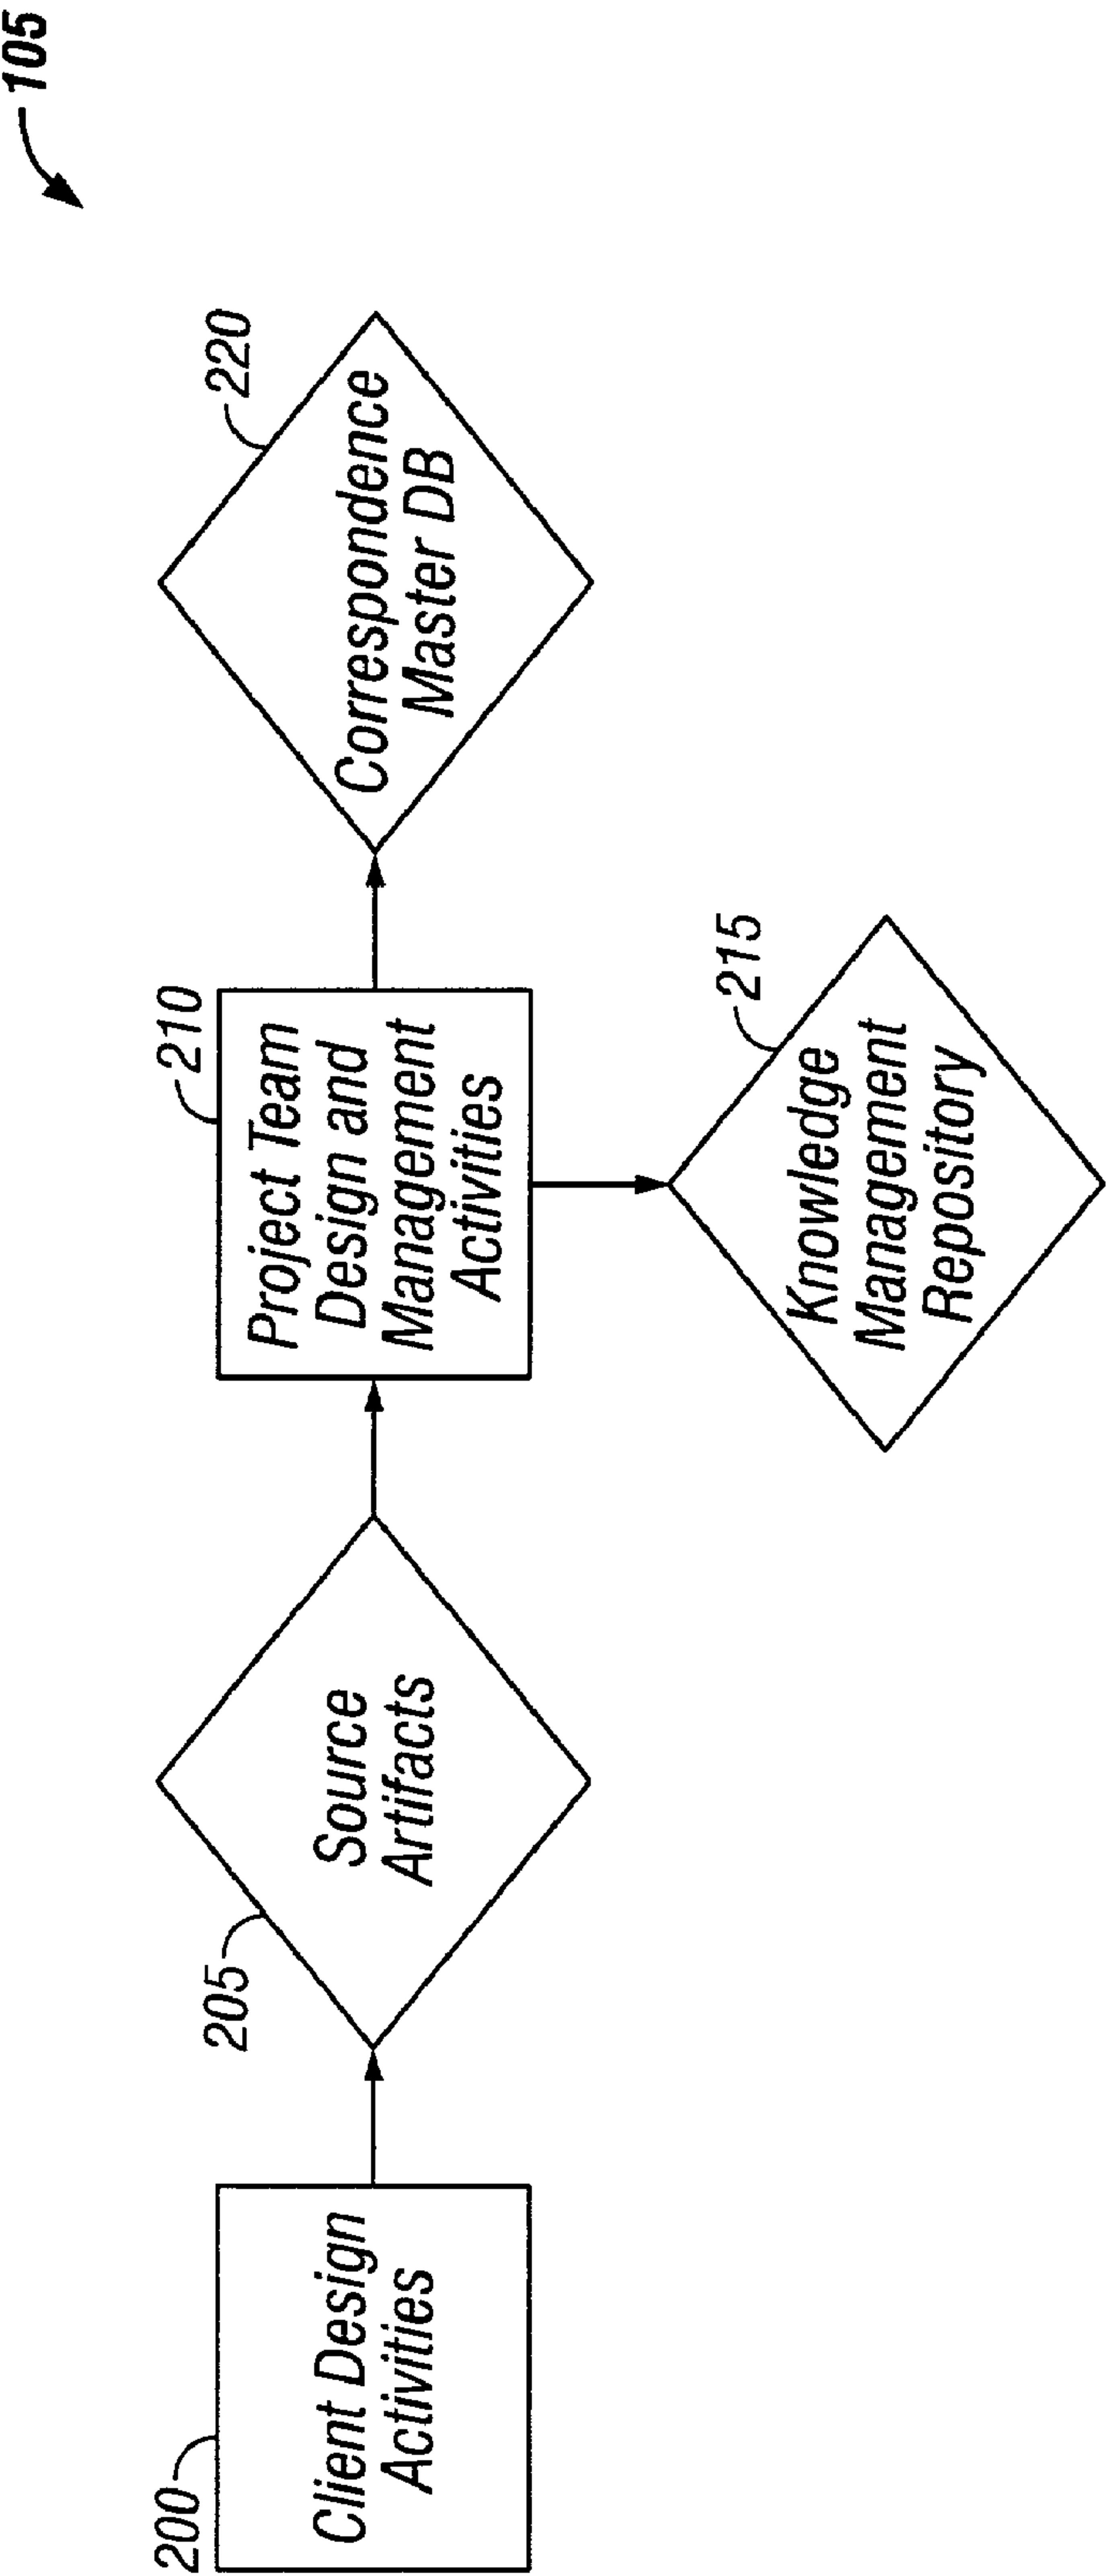 105
200
Client Design
Activities
205
Source
Artifacts
210
Project Team
Design and
Management
Activities
220
Correspondence
Master DB
215
Knowledge
Management
Repository